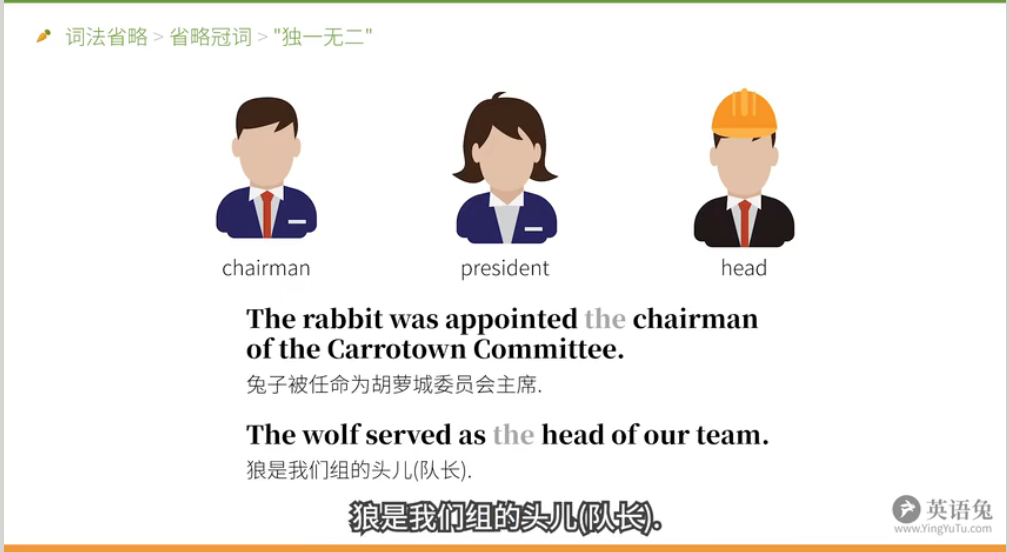 词法省略 > 省略冠词 > "独一无二"
chairman
president
head
The rabbit was appointed the chairman
of the Carrotown Committee.
兔子被任命为胡萝城委员会主席.
The wolf served as the head of our team.
狼是我们组的头儿(队长).
狼是我们组的头儿(队长).
英语兔
www.YingYuTu.com